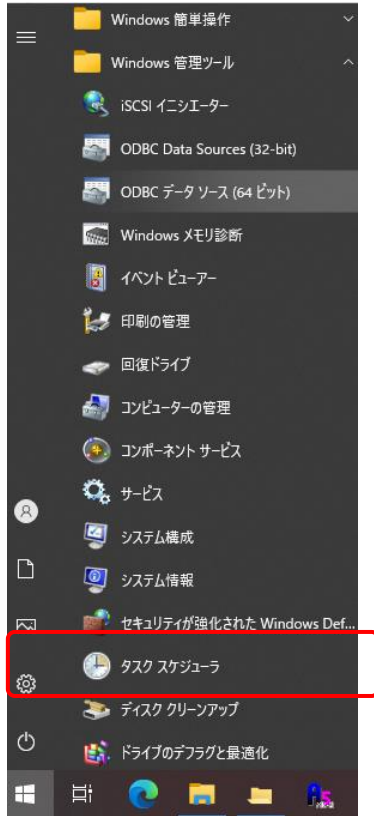 Windows 簡単操作
Windows 管理ツール
iSCSI イニシエーター
ODBC Data Sources (32-bit)
ODBC データ ソース (64 ビット)
Windows メモリ診断
イベント ビューアー
印刷の管理
回復ドライブ
コンピューターの管理
コンポーネント サービス
サービス
システム構成
システム情報
セキュリティが強化された Windows Def...
タスク スケジューラ
ディスク クリーンアップ
ドライブのデフラグと最適化